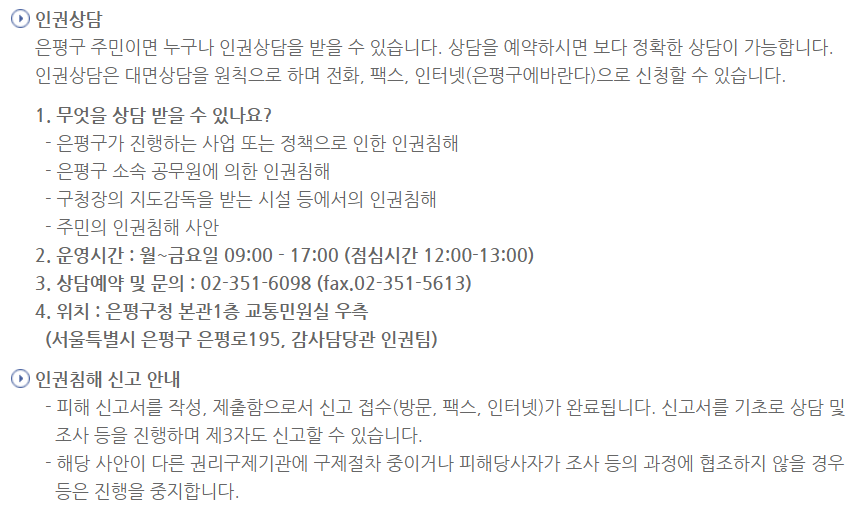 인권상담
은평구 주민이면 누구나 인권상담을 받을 수 있습니다. 상담을 예약하시면 보다 정확한 상담이 가능합니다.
인권상담은 대면상담을 원칙으로 하며 전화, 팩스, 인터넷(은평구에바란다)으로 신청할 수 있습니다.
1. 무엇을 상담 받을 수 있나요?
- 은평구가 진행하는 사업 또는 정책으로 인한 인권침해
- 은평구 소속 공무원에 의한 인권침해
- 구청장의 지도감독을 받는 시설 등에서의 인권침해
- 주민의 인권침해 사안
2. 운영시간 : 월~금요일 09:00 - 17:00 (점심시간 12:00-13:00)
3. 상담예약 및 문의 : 02-351-6098 (fax.02-351-5613)
4. 위치 : 은평구청 본관1층 교통민원실 우측
(서울특별시 은평구 은평로195, 감사담당관 인권팀)
인권침해 신고 안내
- 피해 신고서를 작성, 제출함으로서 신고 접수(방문, 팩스, 인터넷)가 완료됩니다. 신고서를 기초로 상담 및
조사 등을 진행하며 제3자도 신고할 수 있습니다.
- 해당 사안이 다른 권리구제기관에 구제절차 중이거나 피해당사자가 조사 등의 과정에 협조하지 않을 경우
등은 진행을 중지합니다.